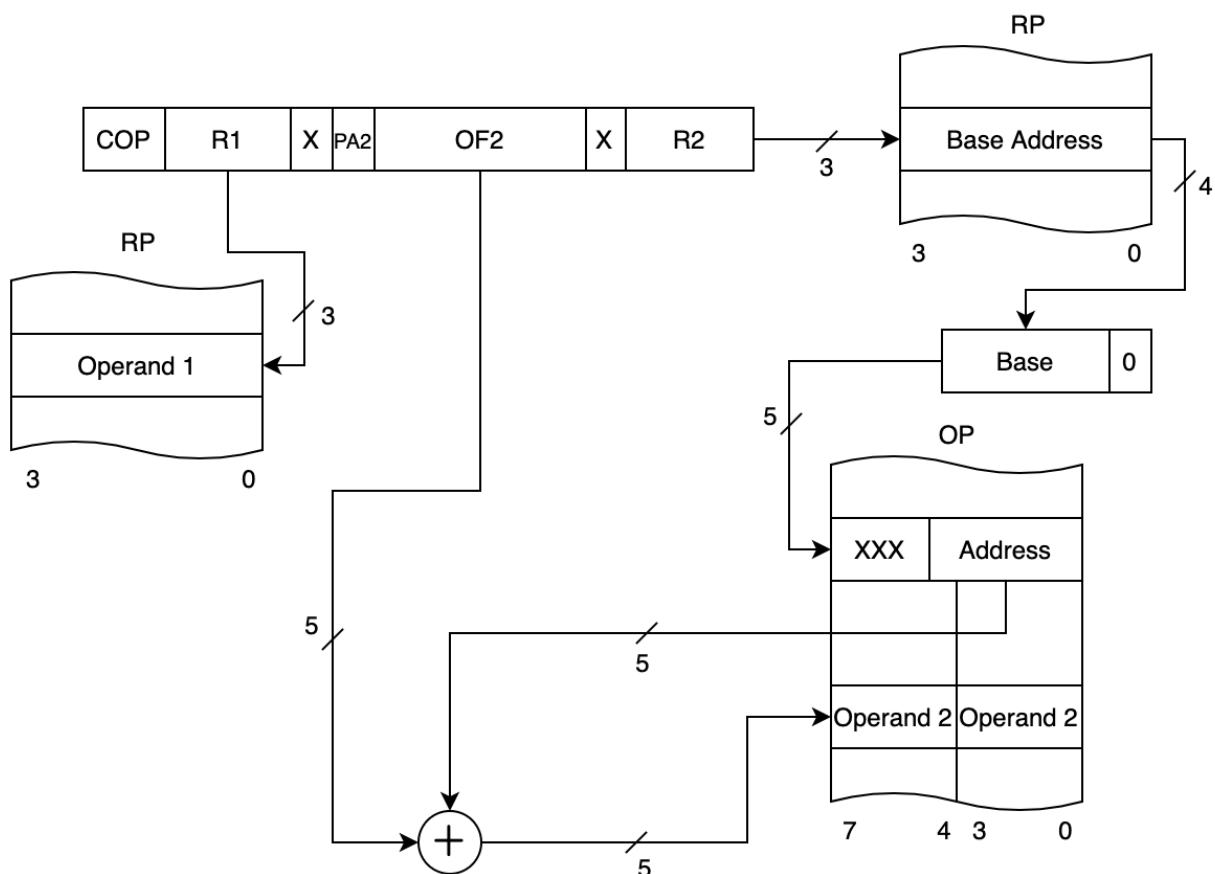 RP
COP R1 X PA2 OF2 X R2
3
Base Address
4
3 0
RP
3
Operand 1
3 0
Base 0
5
OP
XXX Address
5
5
Operand 2 Operand 2
7 4 3 0
+
5